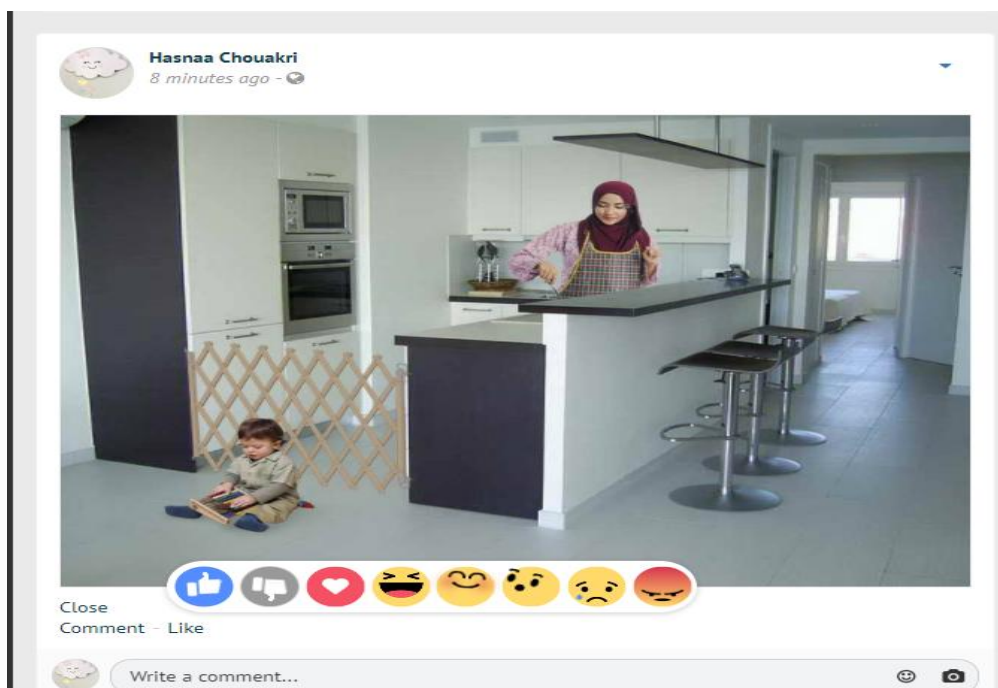 Hasnaa Chouakri
8 minutes ago -
Close
Comment - Like
Write a comment...